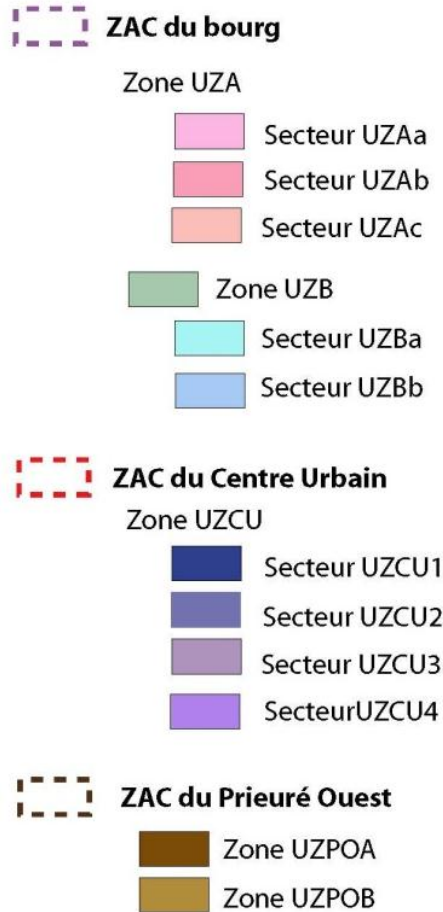 ZAC du bourg
Zone UZA
Secteur UZAa
Secteur UZAb
Secteur UZAc
Zone UZB
Secteur UZBa
Secteur UZBb
ZAC du Centre Urbain
Zone UZCU
Secteur UZCU1
Secteur UZCU2
Secteur UZCU3
SecteurUZCU4
ZAC du Prieuré Ouest
Zone UZPOA
Zone UZPOB